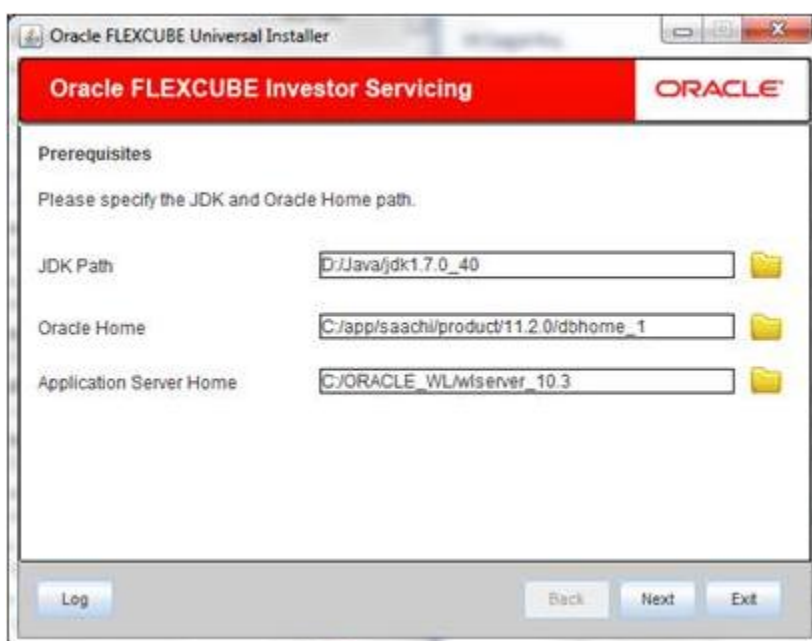 Oracle FLEXCUBE Universal Installer
Oracle FLEXCUBE Investor Servicing
ORACLE
Prerequisites
Please specify the JDK and Oracle Home path.
JDK Path
D:/Java/jdk1.7.0_40
Oracle Home
C:/app/saachi/product/11.2.0/dbhome_1
Application Server Home
C:/ORACLE_WL/wlserver_10.3
Log
Back
Next
Exit